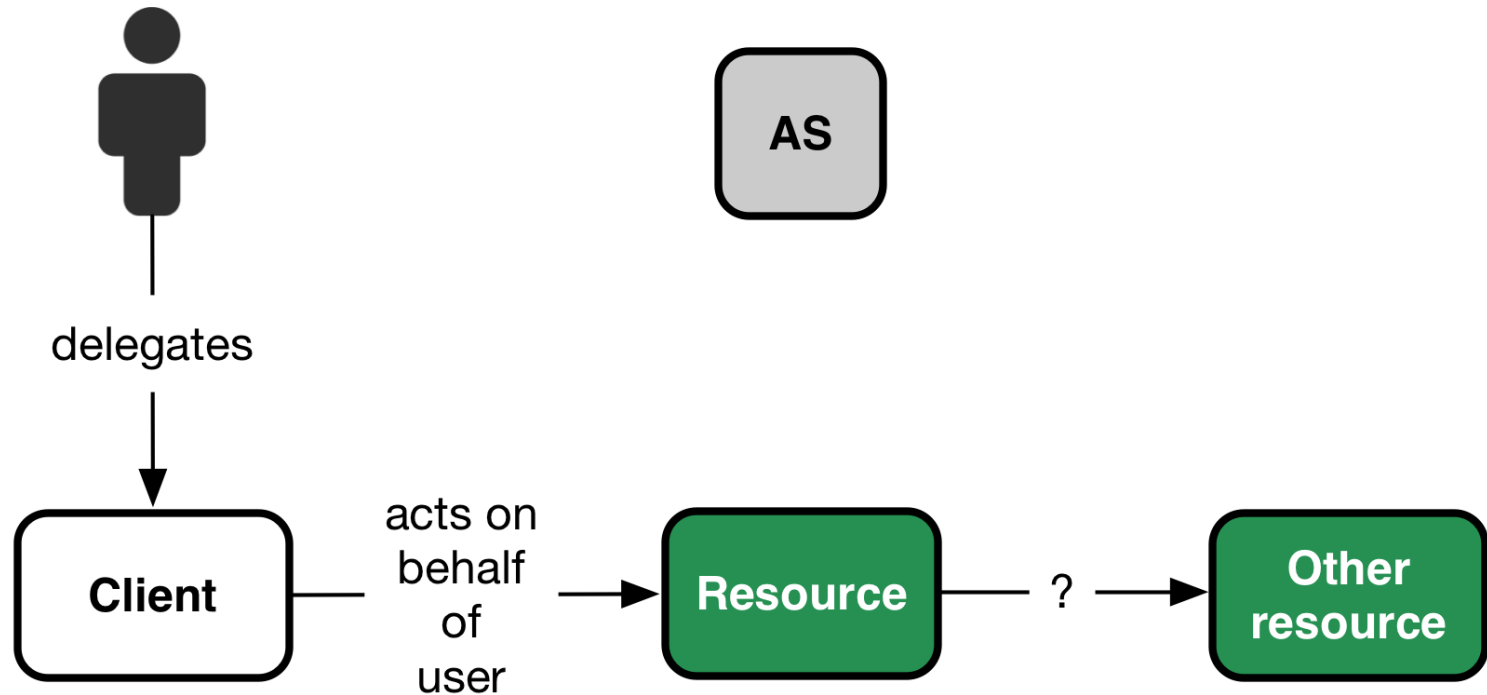 AS
delegates
Client
acts on
behalf
of
user
Resource
?
Other
resource